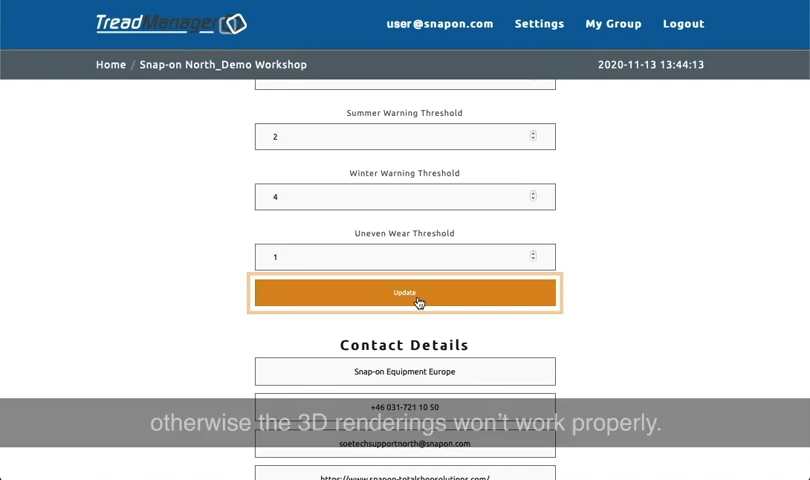 TreadManager
user@snapon.com Settings My Group Logout
Home / Snap-on North_Demo Workshop 2020-11-13 13:44:13
Summer Warning Threshold
2
Winter Warning Threshold
4
Uneven Wear Threshold
1
Update
Contact Details
Snap-on Equipment Europe
+46 031-721 10 50
otherwise the 3D renderings won't work properly.
soetechsupportnorth@snapon.com
https://www.snapon-totalshopsolutions.com/